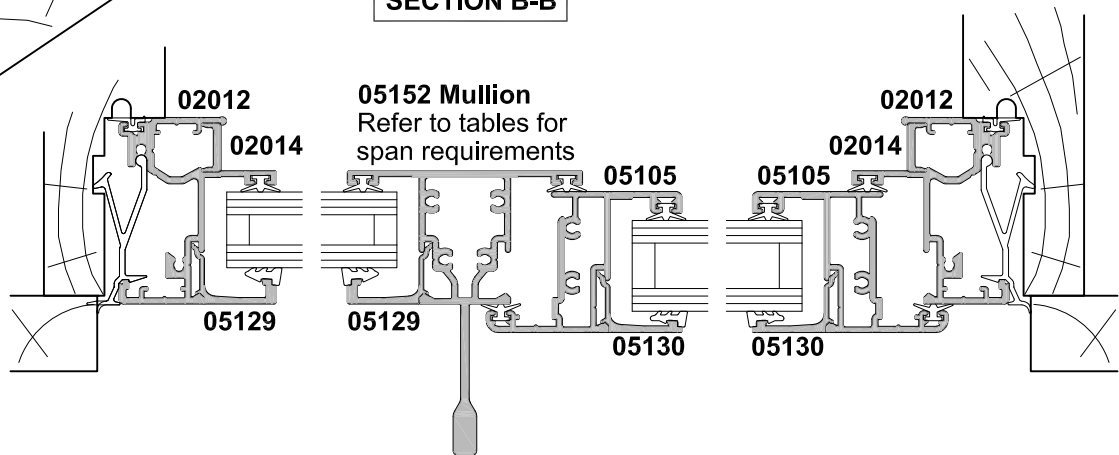 SECTION B-B
02012
05152 Mullion
Refer to tables for
span requirements
02012
02014
02014
05105
05105
05129
05129
05130
05130